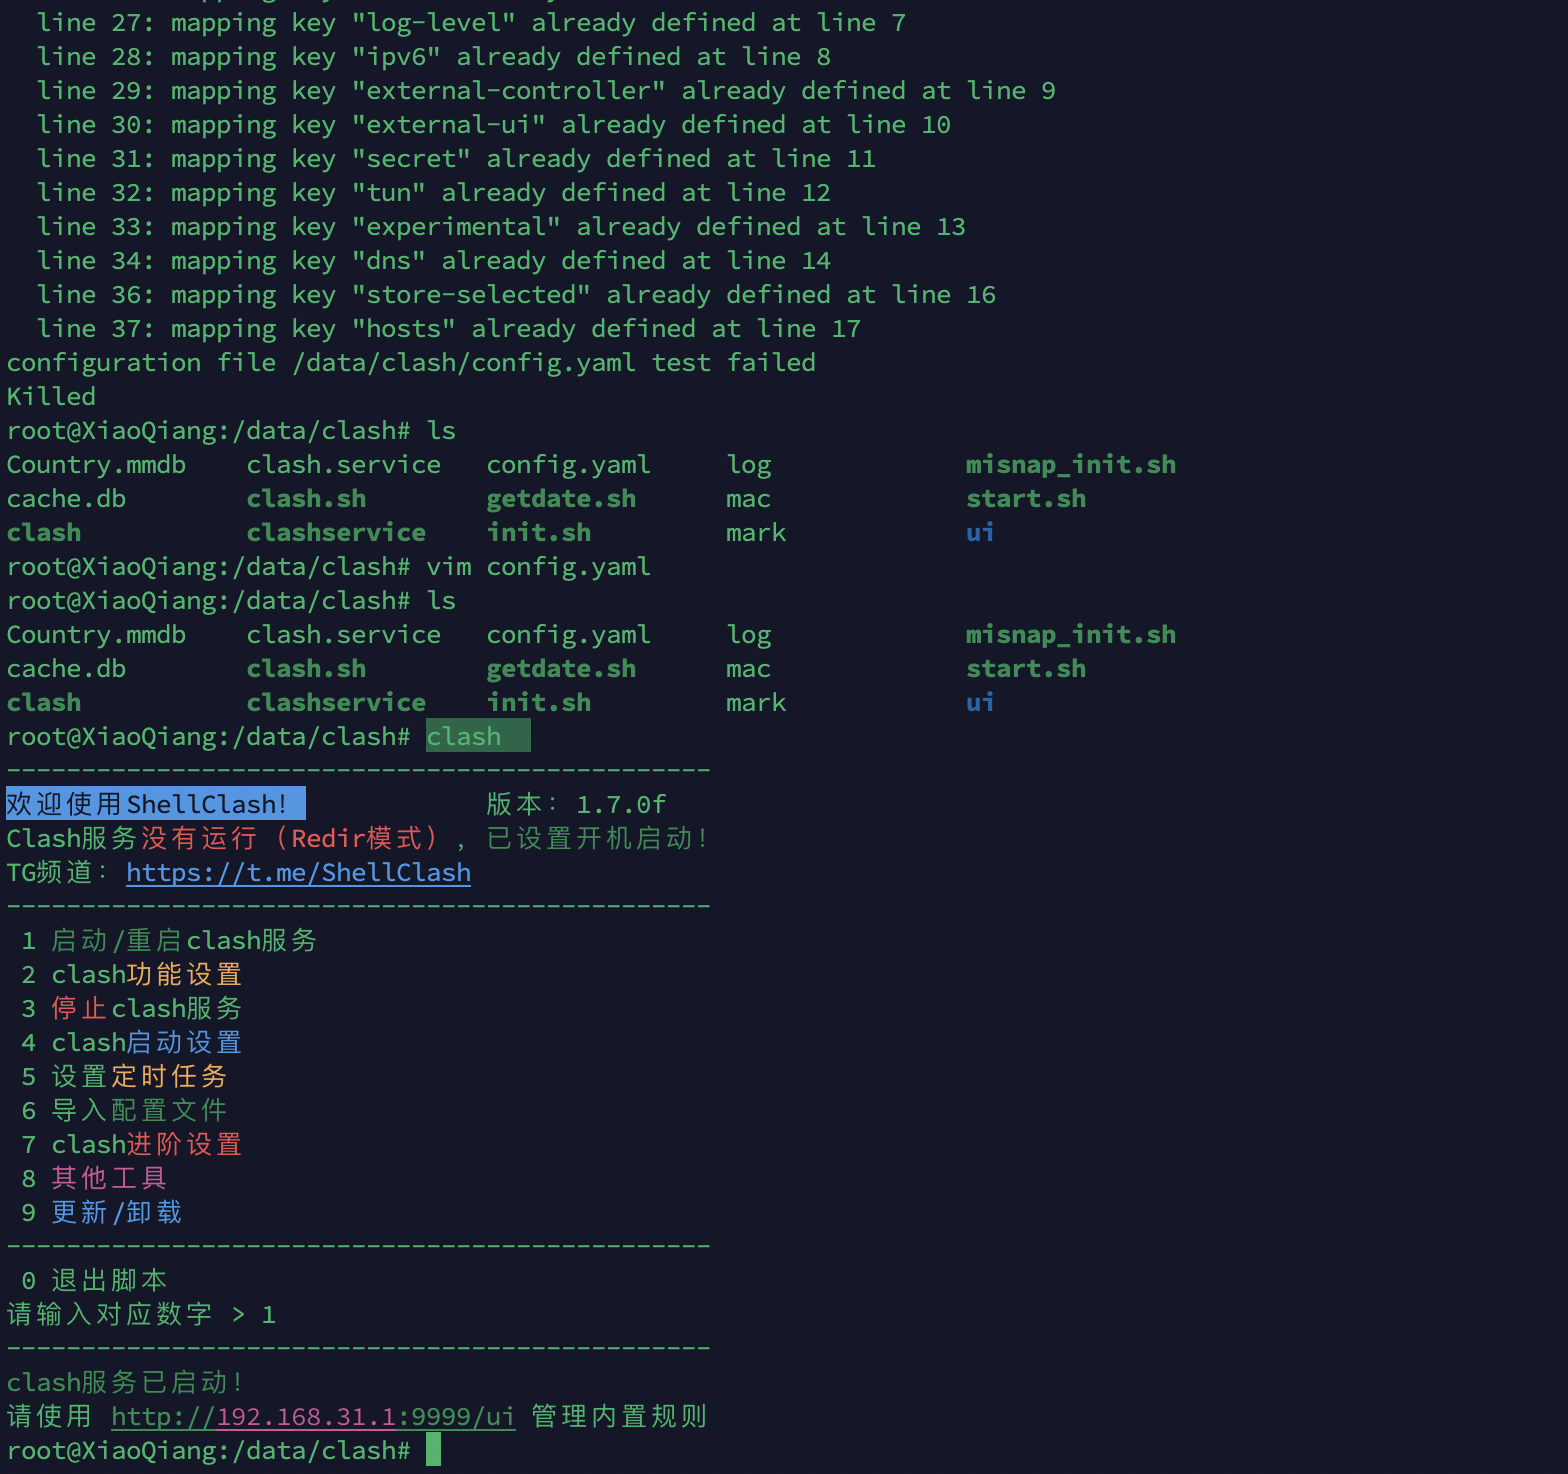 line 27: mapping key "log-level" already defined at line 7
line 28: mapping key "ipv6" already defined at line 8
line 29: mapping key "external-controller" already defined at line 9
line 30: mapping key "external-ui" already defined at line 10
line 31: mapping key "secret" already defined at line 11
line 32: mapping key "tun" already defined at line 12
line 33: mapping key "experimental" already defined at line 13
line 34: mapping key "dns" already defined at line 14
line 36: mapping key "store-selected" already defined at line 16
line 37: mapping key "hosts" already defined at line 17
configuration file /data/clash/config.yaml test failed
Killed
root@XiaoQiang:/data/clash# ls
Country.mmdb clash.service config.yaml log misnap_init.sh
cache.db clash.sh getdate.sh mac start.sh
clash clashservice init.sh mark ui
root@XiaoQiang:/data/clash# vim config.yaml
root@XiaoQiang:/data/clash# ls
Country.mmdb clash.service config.yaml log misnap_init.sh
cache.db clash.sh getdate.sh mac start.sh
clash clashservice init.sh mark ui
root@XiaoQiang:/data/clash# clash
-----------------------------------------------
欢迎使用ShellClash! 版本: 1.7.0f
Clash服务没有运行(Redir模式),已设置开机启动!
TG频道: https://t.me/ShellClash
-----------------------------------------------
1 启动/重启clash服务
2 clash功能设置
3 停止clash服务
4 clash启动设置
5 设置定时任务
6 导入配置文件
7 clash进阶设置
8 其他工具
9 更新/卸载
-----------------------------------------------
0 退出脚本
请输入对应数字 > 1
-----------------------------------------------
clash服务已启动!
请使用 http://192.168.31.1:9999/ui 管理内置规则
root@XiaoQiang:/data/clash#